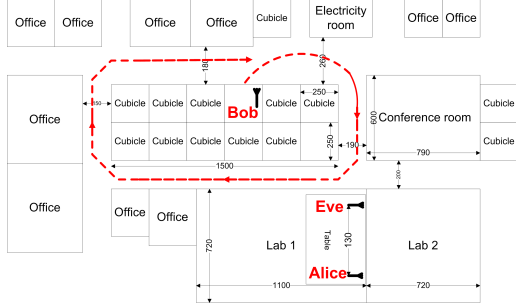 Office Office Office Office Cubicle Electricity room Office Office
180
260
150
Cubicle Cubicle Cubicle Cubicle Cubicle 250 Cubicle
Bob
Office
600
Conference room
Cubicle
Cubicle Cubicle Cubicle Cubicle Cubicle Cubicle
250
190
790
Cubicle
1500
200
Office
Office
Office
720
Lab 1
Eve
Table
130
Alice
Lab 2
1100
720